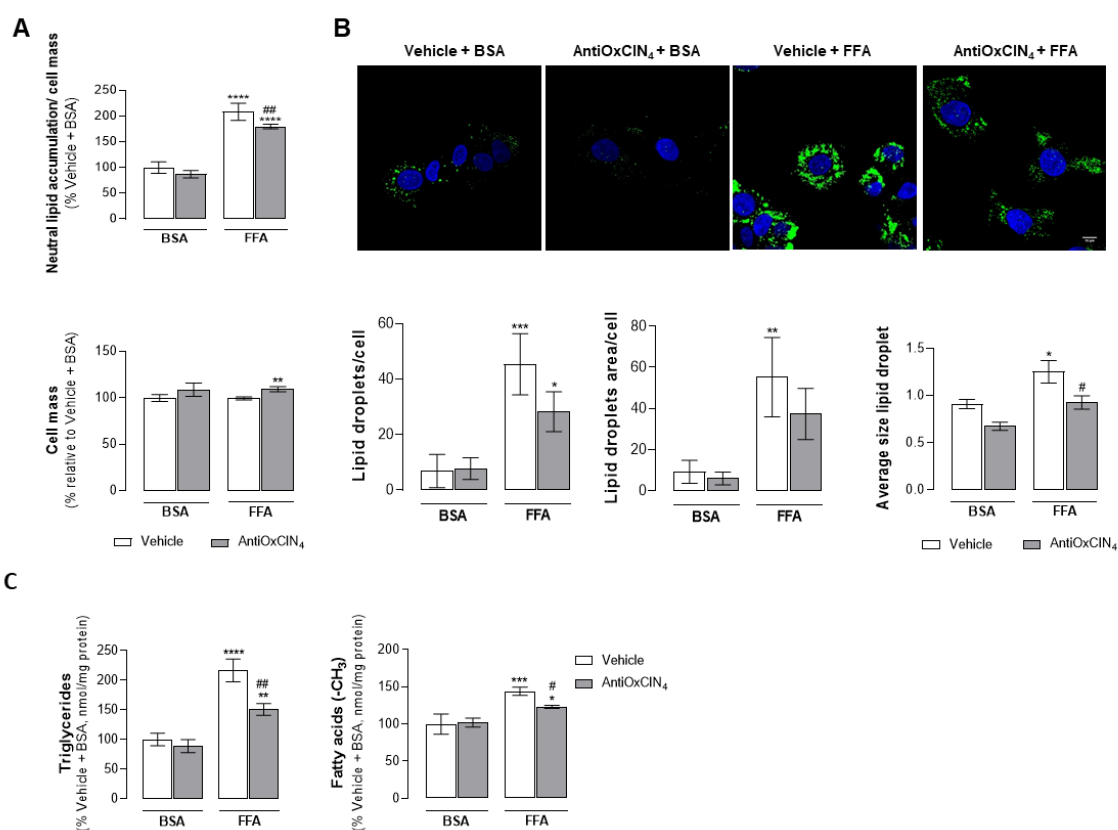 A
Neutral lipid accumulation/ cell mass
(% Vehicle + BSA)
250
200
150
100
50
0
****
##
****
BSA
FFA
Cell mass
(% relative to Vehicle + BSA)
150
100
50
0
**
BSA
FFA
Vehicle
AntiOxCIN₄
B
Vehicle + BSA
AntiOxCIN₄ + BSA
Vehicle + FFA
AntiOxCIN₄ + FFA
Lipid droplets/cell
60
40
20
0
***
*
BSA
FFA
Lipid droplets area/cell
80
60
40
20
0
**
BSA
FFA
Average size lipid droplet
1.5
1.0
0.5
0.0
*
#
BSA
FFA
Vehicle
AntiOxCIN₄
C
Triglycerides
(% Vehicle + BSA, nmol/mg protein)
250
200
150
100
50
0
****
##
**
BSA
FFA
Fatty acids (-CH₃)
(% Vehicle + BSA, nmol/mg protein)
200
150
100
50
0
***
#
*
BSA
FFA
Vehicle
AntiOxCIN₄